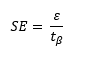 SE = ε / t_β